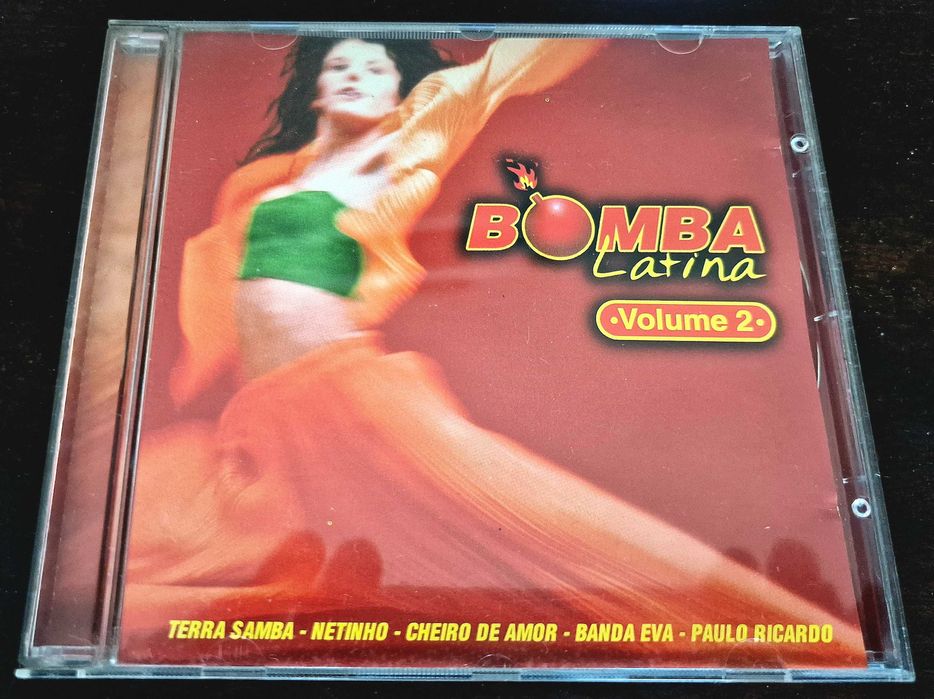 BOMBA
Latina
•Volume 2•
TERRA SAMBA - NETINHO - CHEIRO DE AMOR - BANDA EVA - PAULO RICARDO